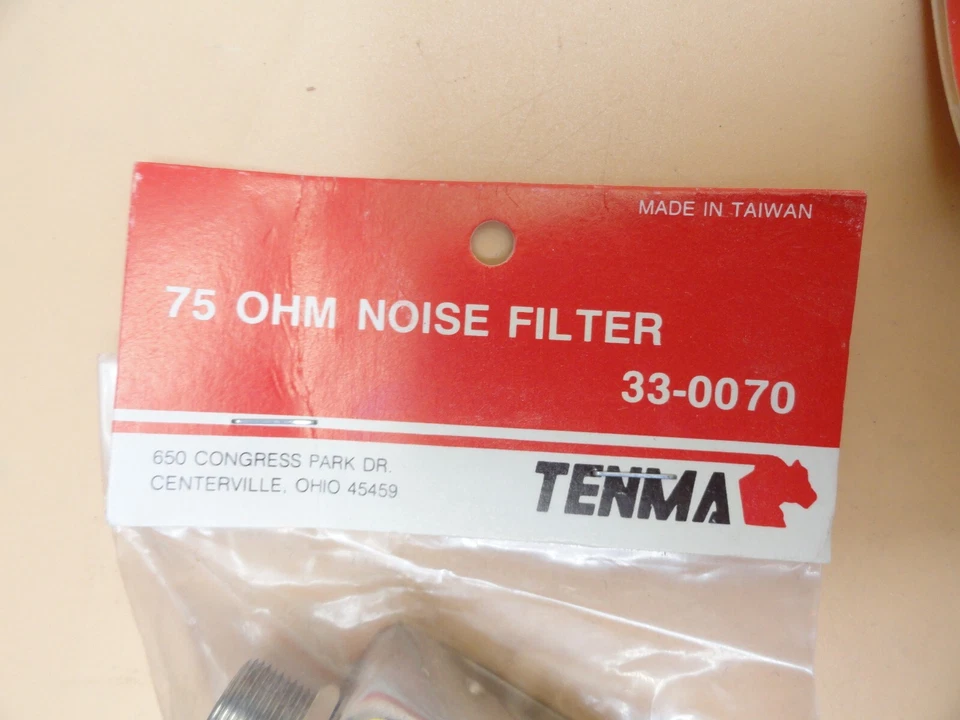 MADE IN TAIWAN
75 OHM NOISE FILTER
33-0070
650 CONGRESS PARK DR.
CENTERVILLE, OHIO 45459
TENMA